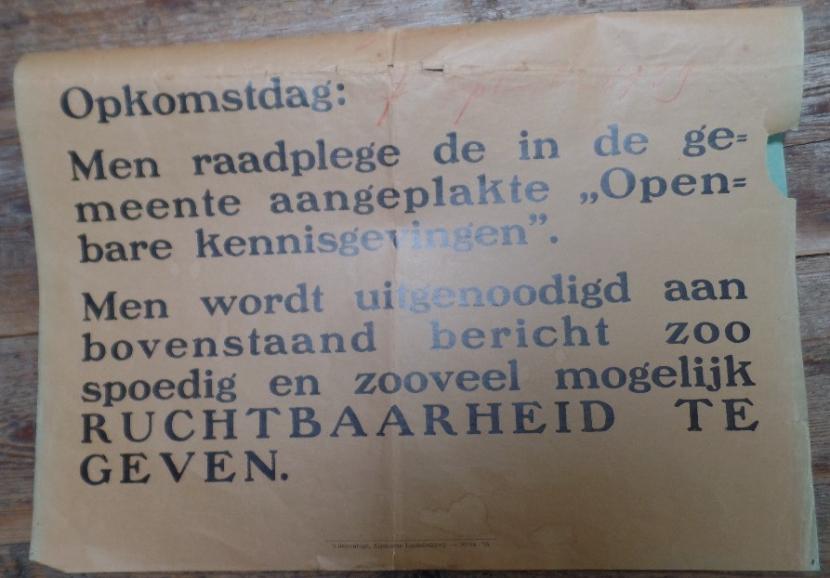 Opkomstdag:
Men raadplege de in de ge=
meente aangeplakte „Open=
bare kennisgevingen”.
Men wordt uitgenoodigd aan
bovenstaand bericht zoo
spoedig en zooveel mogelijk
RUCHTBAARHEID TE
GEVEN.